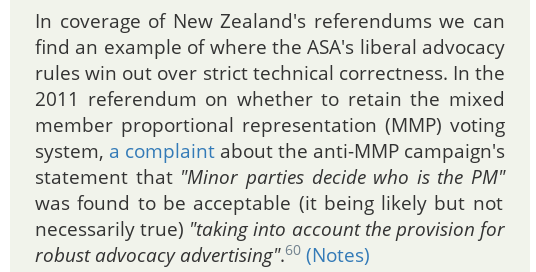 In coverage of New Zealand's referendums we can
find an example of where the ASA's liberal advocacy
rules win out over strict technical correctness. In the
2011 referendum on whether to retain the mixed
member proportional representation (MMP) voting
system, a complaint about the anti-MMP campaign's
statement that "Minor parties decide who is the PM"
was found to be acceptable (it being likely but not
necessarily true) "taking into account the provision for
robust advocacy advertising".60 (Notes)